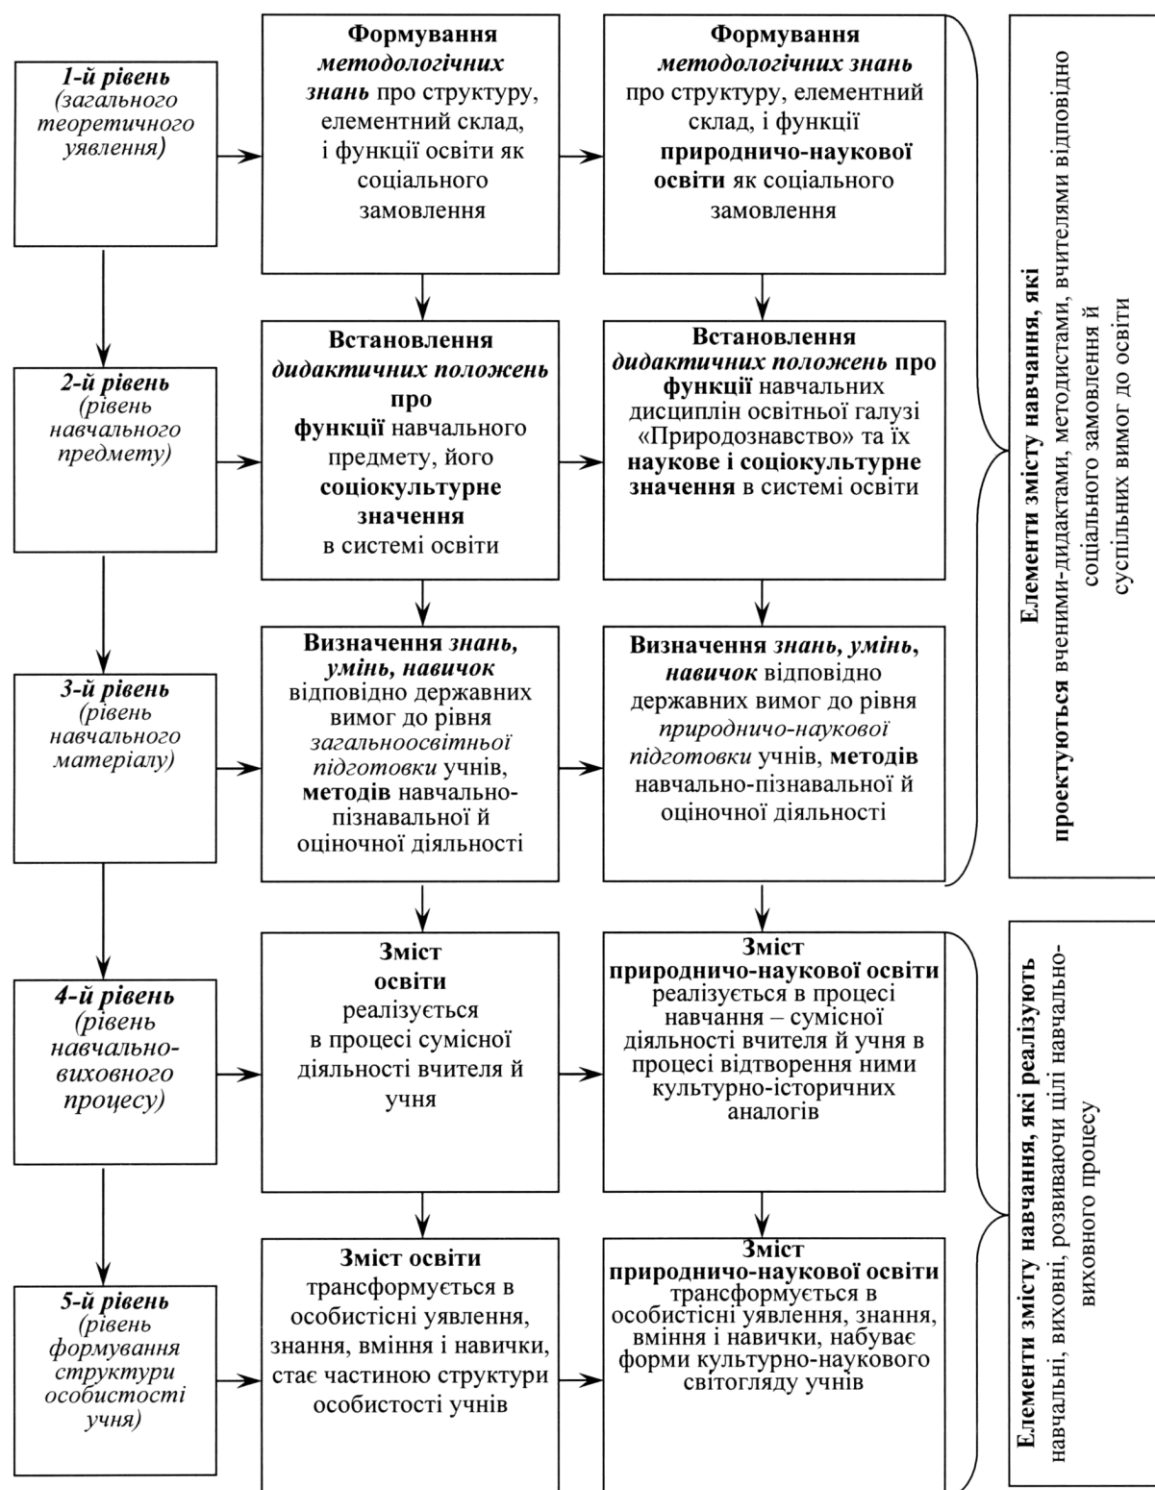 1-й рівень
(загального
теоретичного
уявлення)
Формування
методологічних
знань про структуру,
елементний склад,
і функції освіти як
соціального
замовлення
Формування
методологічних знань
про структуру, елементний
склад, і функції
природничо-наукової
освіти як соціального
замовлення
2-й рівень
(рівень
навчального
предмету)
Встановлення
дидактичних положень
про
функції навчального
предмету, його
соціокультурне
значення
в системі освіти
Встановлення
дидактичних положень про
функції навчальних
дисциплін освітньої галузі
«Природознавство» та їх
наукове і соціокультурне
значення в системі освіти
3-й рівень
(рівень
навчального
матеріалу)
Визначення знань,
умінь, навичок
відповідно державних
вимог до рівня
загальноосвітньої
підготовки учнів,
методів навчально-
пізнавальної й
оціночної діяльності
Визначення знань, умінь,
навичок відповідно
державних вимог до рівня
природничо-наукової
підготовки учнів, методів
навчально-пізнавальної й
оціночної діяльності
Елементи змісту навчання, які
проектуються вченими-дидактами, методистами, вчителями відповідно
соціального замовлення й
суспільних вимог до освіти
4-й рівень
(рівень
навчально-
виховного
процесу)
Зміст
освіти
реалізується
в процесі сумісної
діяльності вчителя й
учня
Зміст
природничо-наукової освіти
реалізується в процесі
навчання – сумісної
діяльності вчителя й учня в
процесі відтворення ними
культурно-історичних
аналогів
5-й рівень
(рівень
формування
структури
особистості
учня)
Зміст освіти
трансформується в
особистісні уявлення,
знання, вміння і навички,
стає частиною структури
особистості учнів
Зміст
природничо-наукової освіти
трансформується в
особистісні уявлення, знання,
вміння і навички, набуває
форми культурно-наукового
світогляду учнів
Елементи змісту навчання, які реалізують
навчальні, виховні, розвиваючи цілі навчально-
виховного процесу